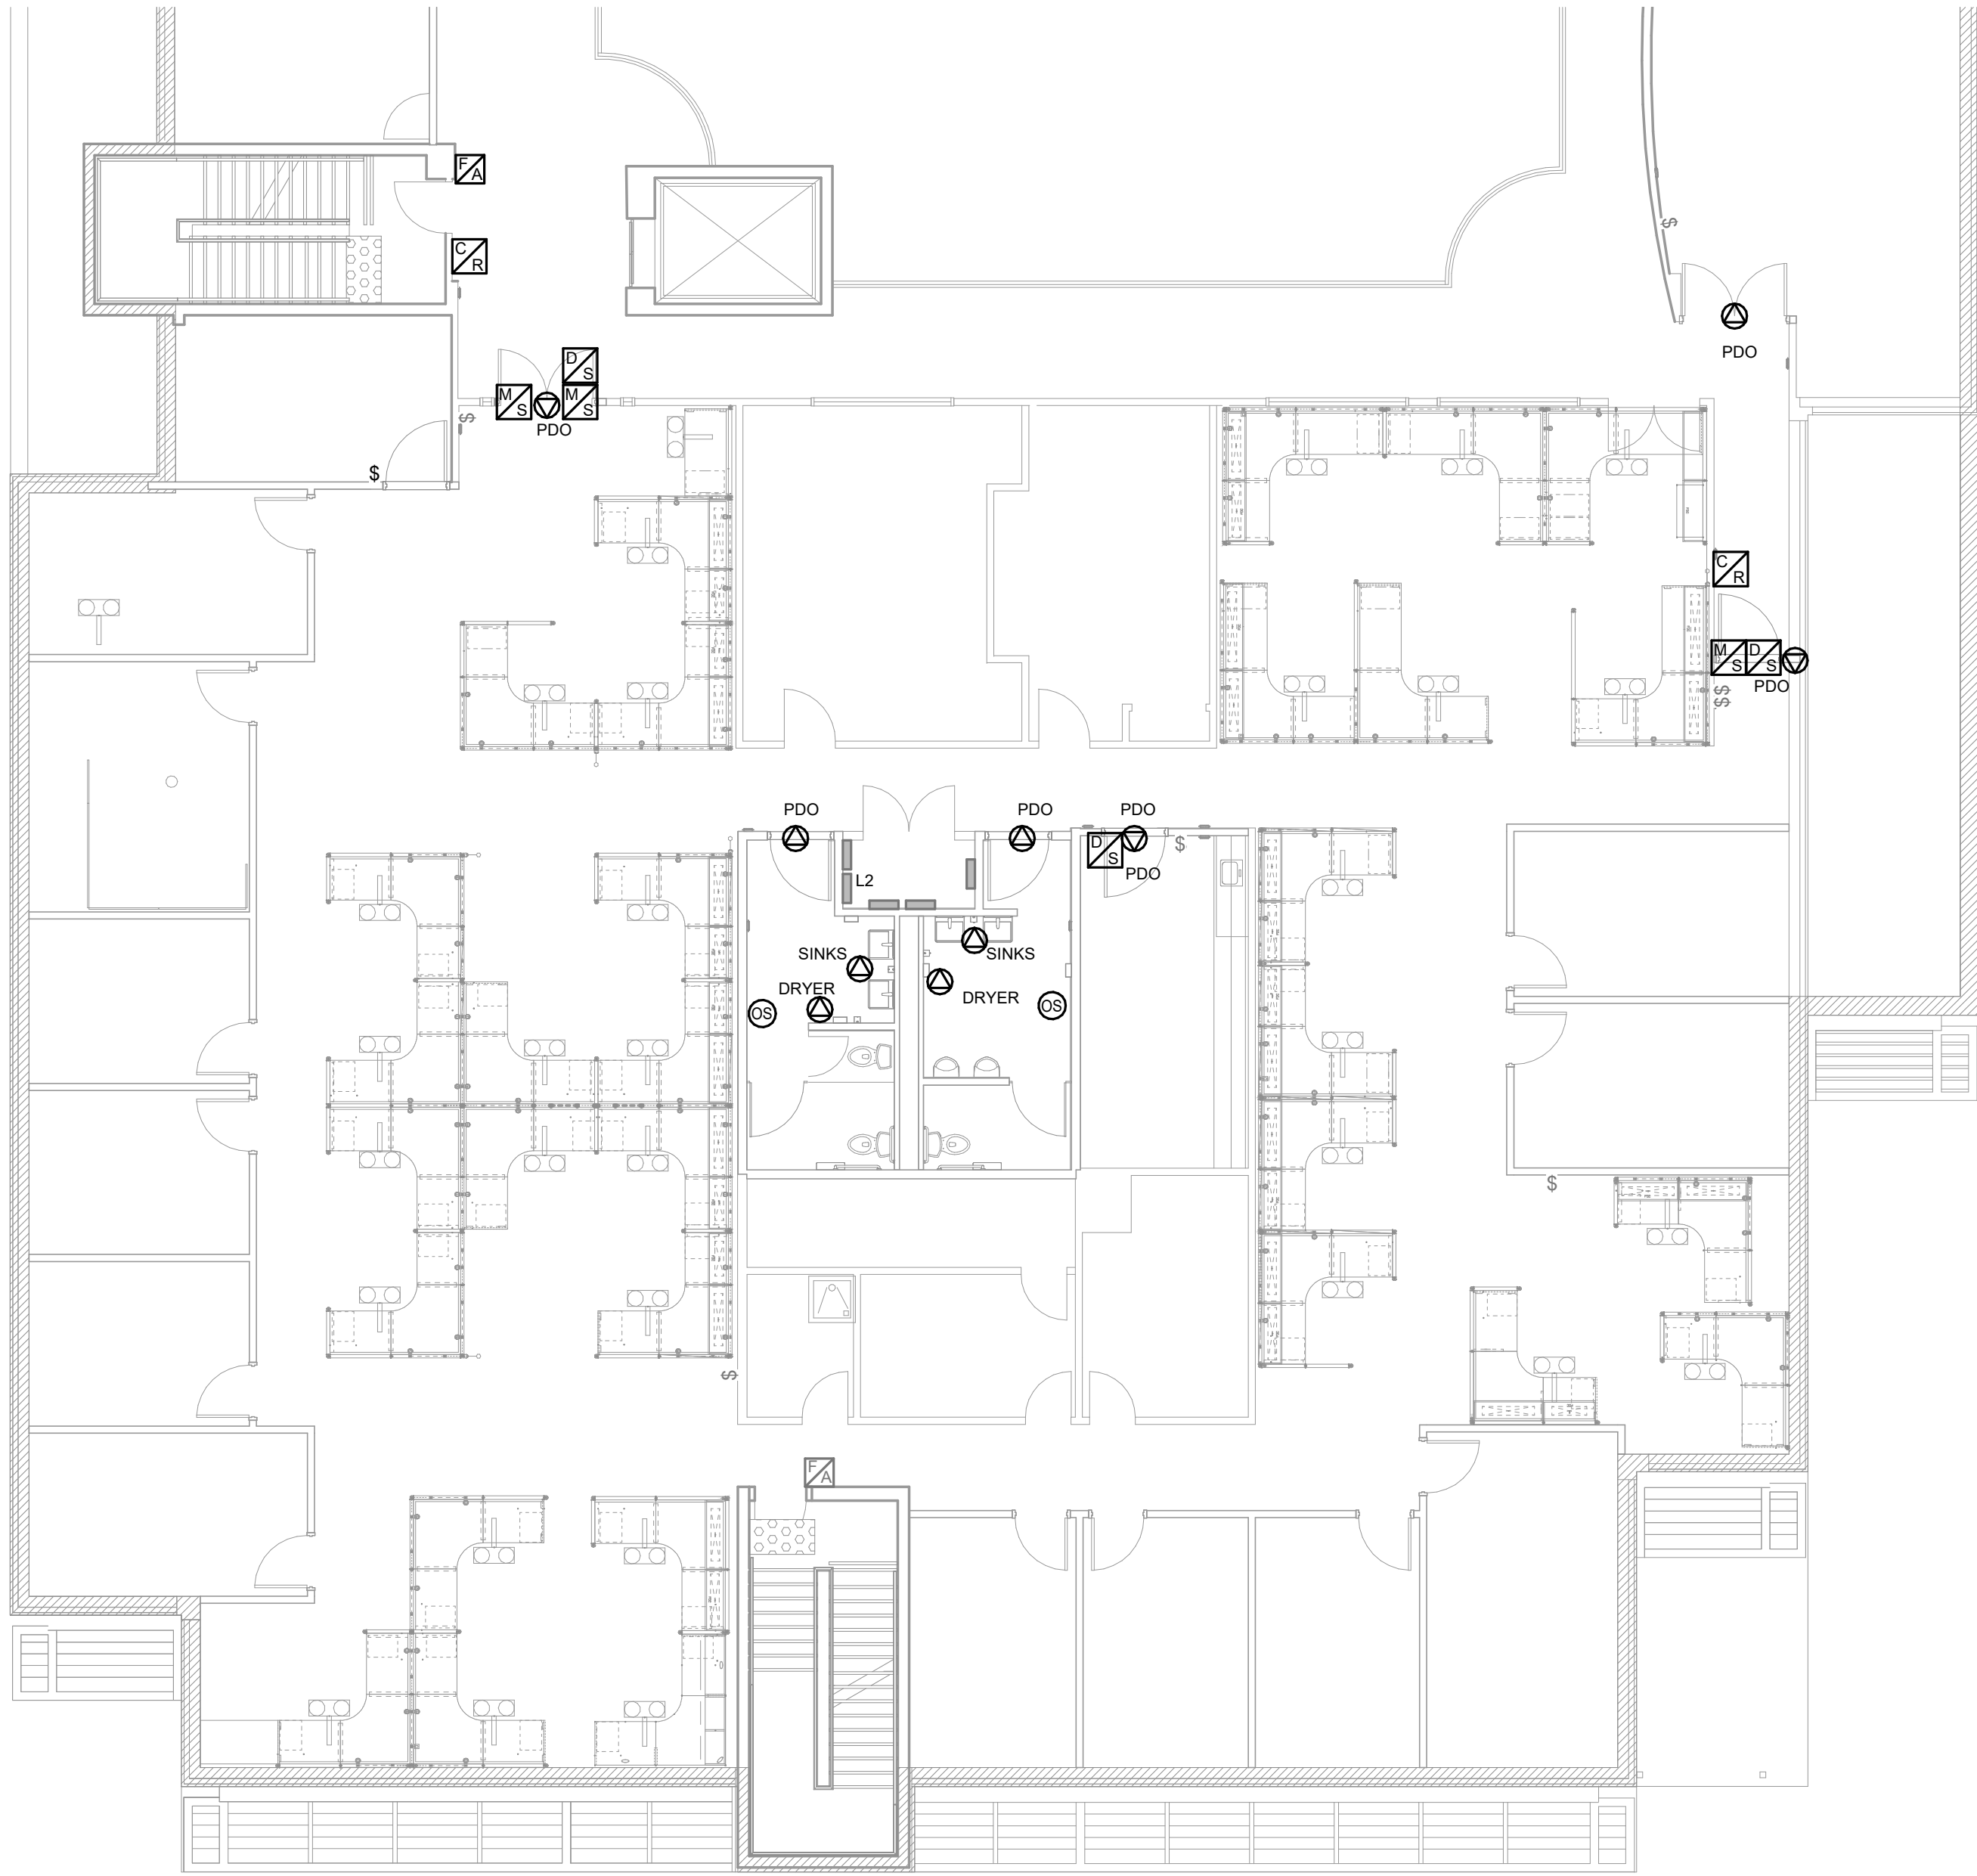 F A
$
C R
PDO
D S
M S
M S
$
PDO
$
C R
M S
D S
PDO
$
$
PDO
PDO
PDO
D S
$
PDO
L2
SINKS
SINKS
DRYER
DRYER
OS
OS
$
$
F A